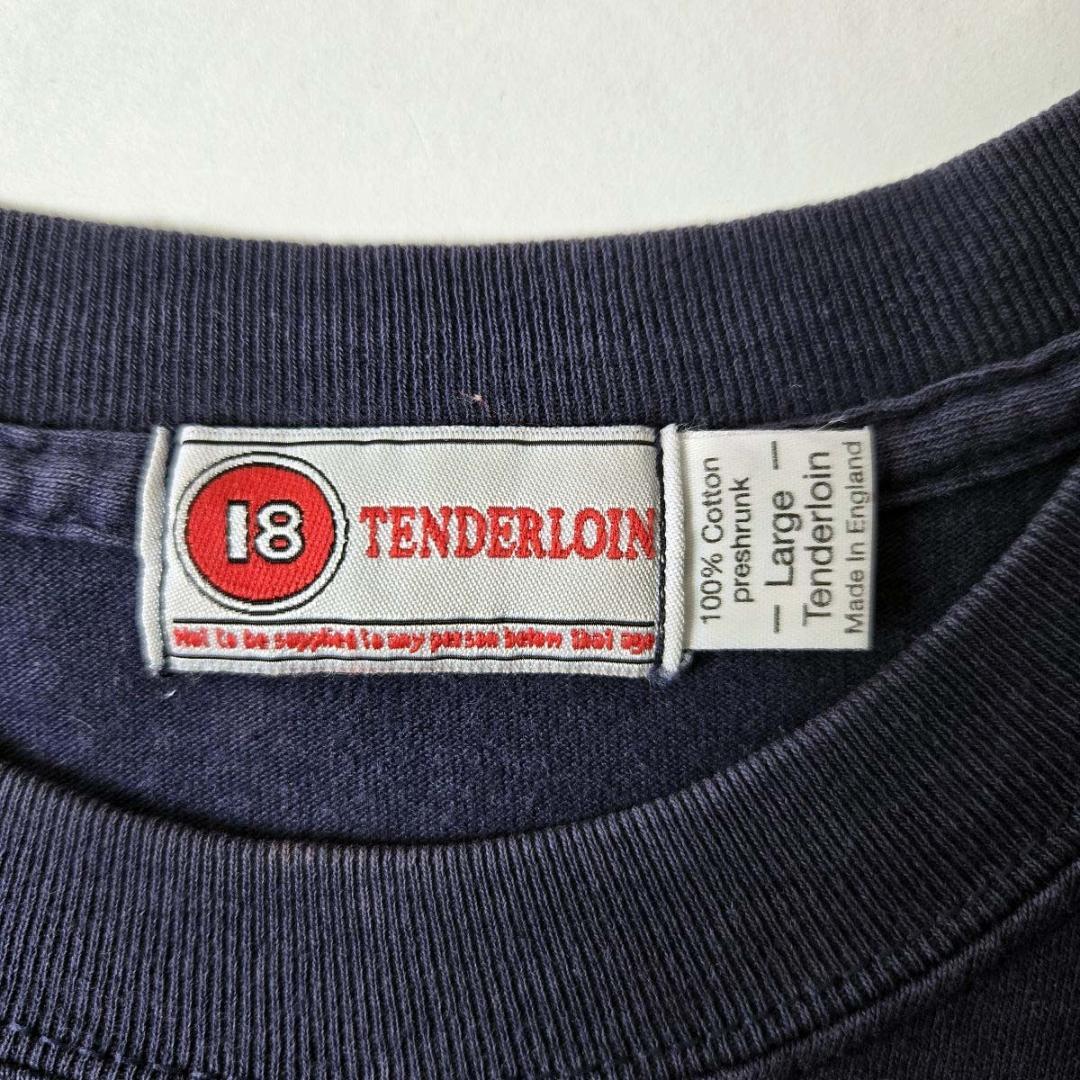 18
TENDERLOIN
Not to be supplied to any person below that age
100% Cotton
preshrunk
— Large —
Tenderloin
Made In England